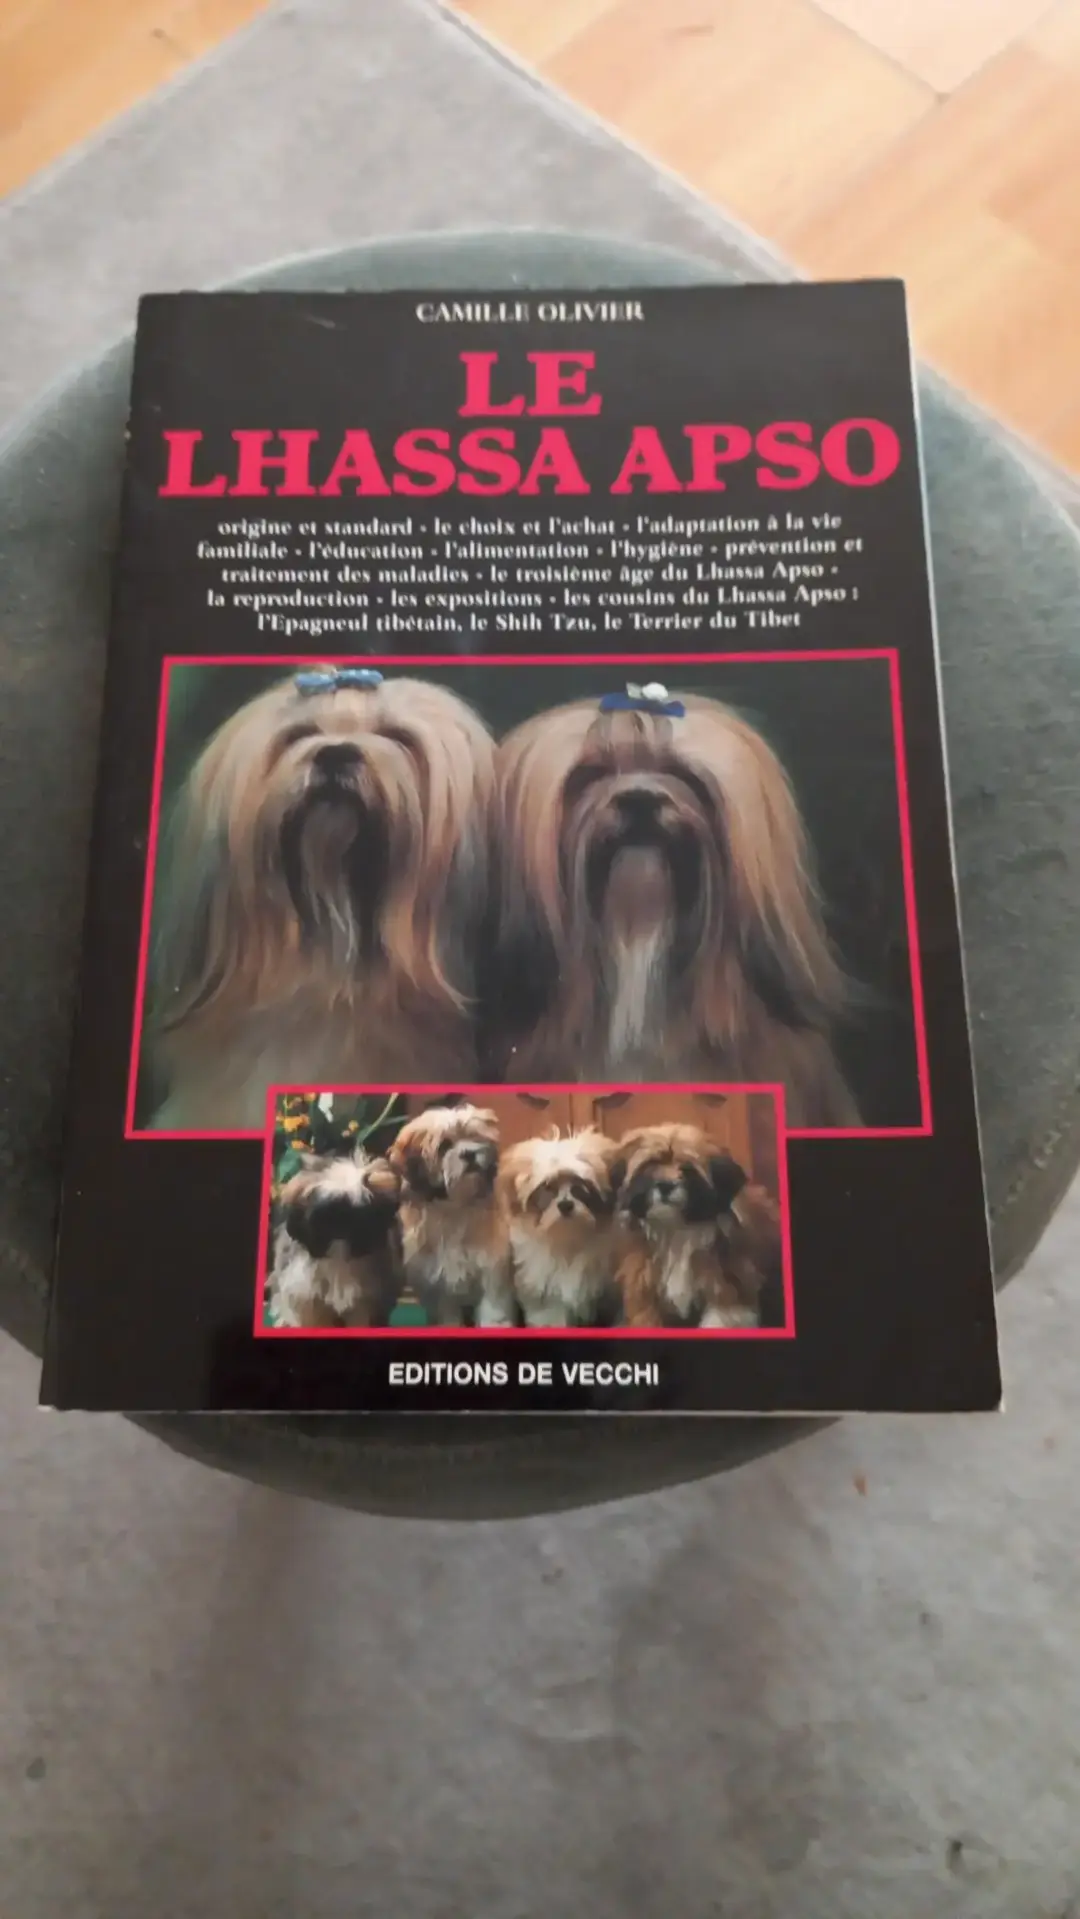 CAMILLE OLIVIER
LE
LHASSA APSO
origine et standard - le choix et l'achat - l'adaptation à la vie
familiale - l'éducation - l'alimentation - l'hygiène - prévention et
traitement des maladies - le troisième âge du Lhassa Apso -
la reproduction - les expositions - les cousins du Lhassa Apso :
l'Epagneul tibétain, le Shih Tzu, le Terrier du Tibet
EDITIONS DE VECCHI